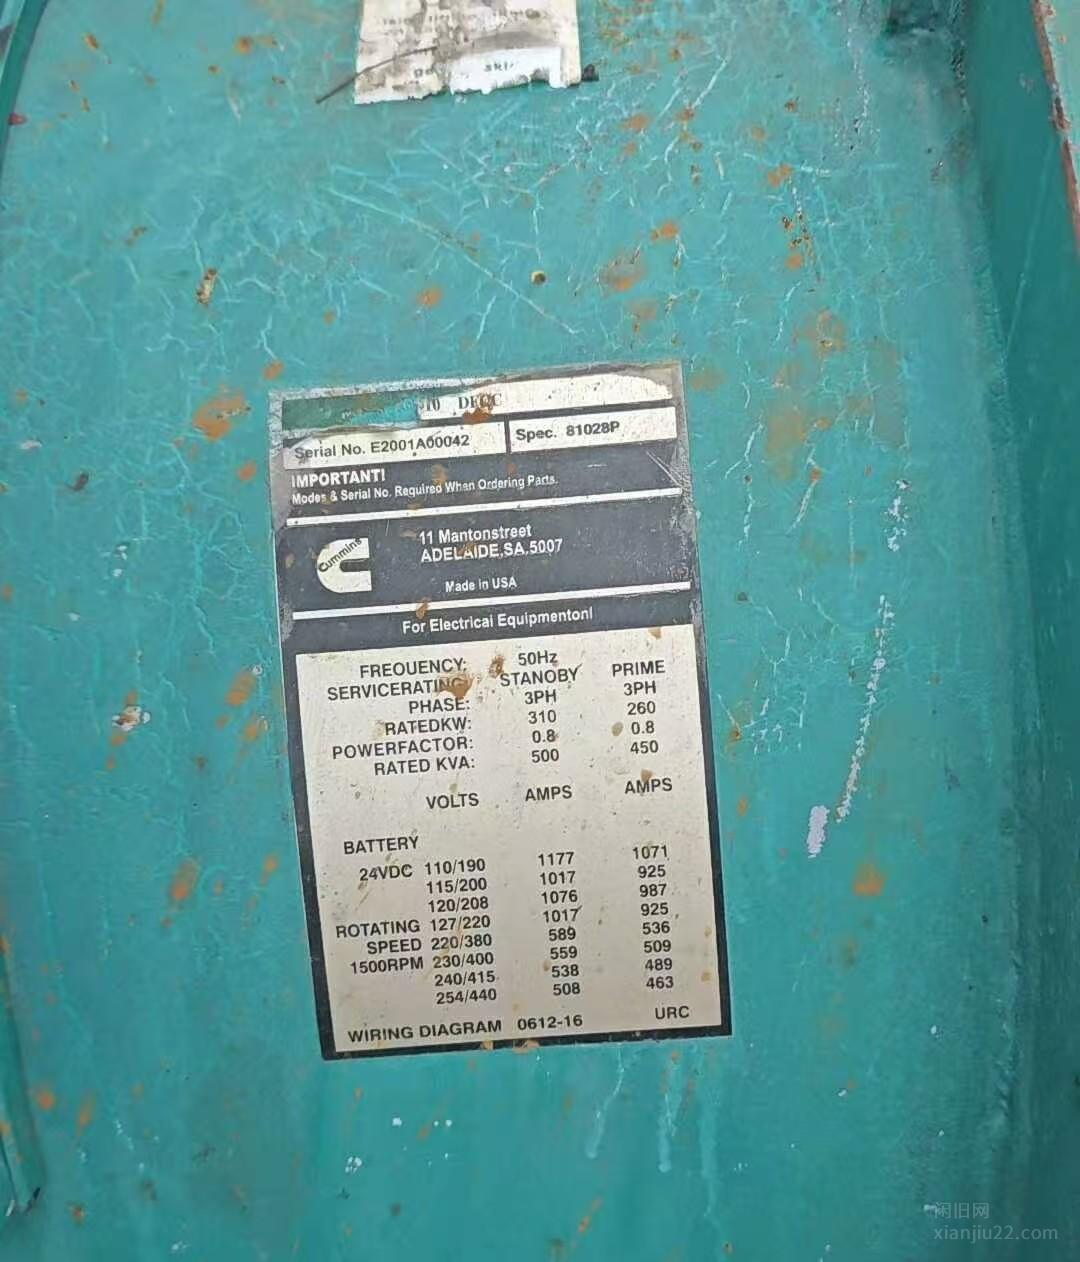 10 DFCC
Serial No. E2001A00042 Spec. 81028P
IMPORTANT!
Modes & Serial No. Required When Ordering Parts.
Cummins
11 Mantonstreet
ADELAIDE,SA.5007
Made in USA
For Electrical Equipmentonl
FREOUENCY: 50Hz
SERVICERATING: STANOBY PRIME
PHASE: 3PH 3PH
RATEDKW: 310 260
POWERFACTOR: 0.8 0.8
RATED KVA: 500 450
VOLTS AMPS AMPS
BATTERY
24VDC 110/190 1177 1071
115/200 1017 925
120/208 1076 987
ROTATING 127/220 1017 925
SPEED 220/380 589 536
1500RPM 230/400 559 509
240/415 538 489
254/440 508 463
WIRING DIAGRAM 0612-16 URC
闲旧网
xianjiu22.com